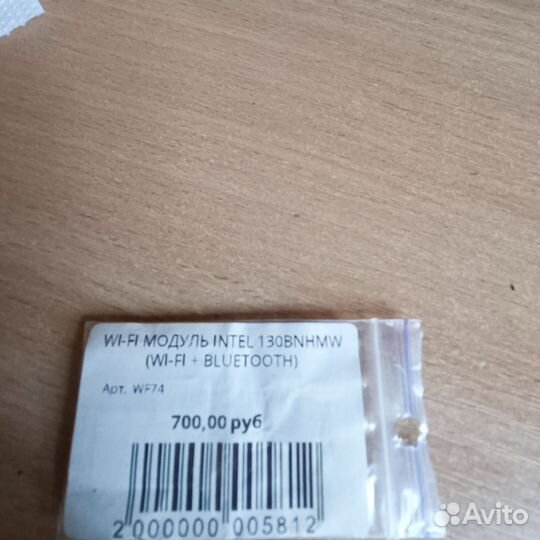 WI-FI МОДУЛЬ INTEL 130BNHMW
(WI-FI + BLUETOOTH)
Арт. WF74
700,00 руб
2 000000 005812
Avito